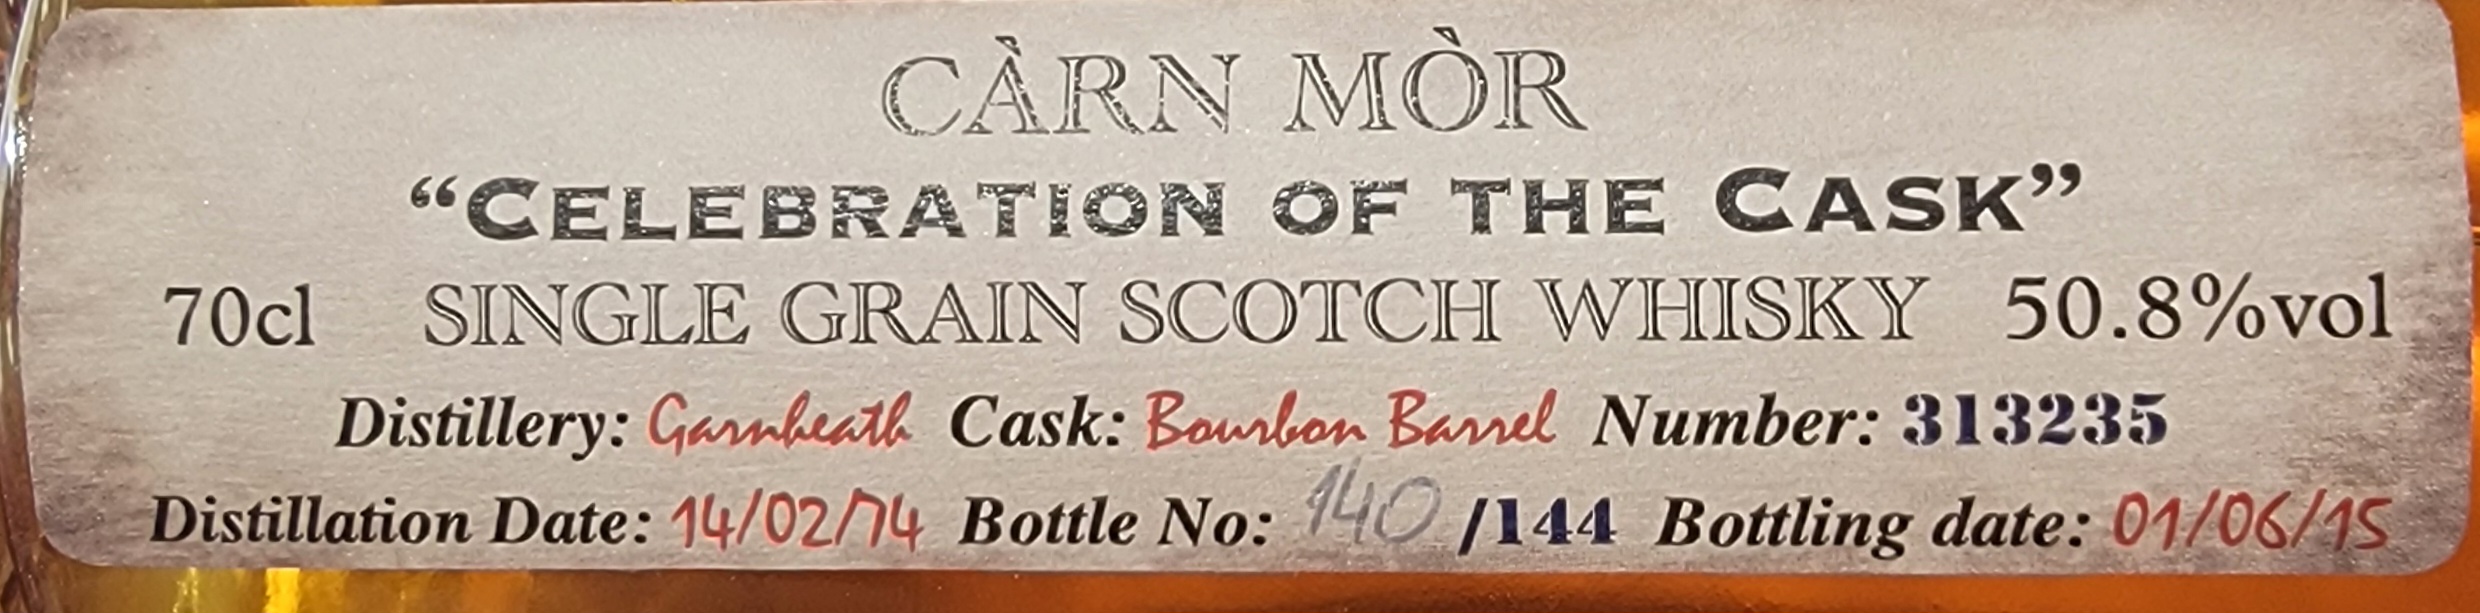 CÀRN MÒR
“CELEBRATION OF THE CASK”
70cl SINGLE GRAIN SCOTCH WHISKY 50.8%vol
Distillery: Garnheath Cask: Bourbon Barrel Number: 313235
Distillation Date: 14/02/74 Bottle No: 140 /144 Bottling date: 01/06/15